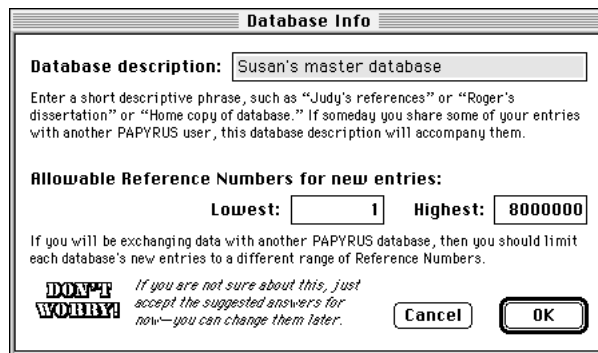 Database Info
Database description: Susan's master database
Enter a short descriptive phrase, such as “Judy's references” or “Roger's
dissertation” or “Home copy of database.” If someday you share some of your entries
with another PAPYRUS user, this database description will accompany them.
Allowable Reference Numbers for new entries:
Lowest: 1 Highest: 8000000
If you will be exchanging data with another PAPYRUS database, then you should limit
each database's new entries to a different range of Reference Numbers.
DON'T
WORRY!
If you are not sure about this, just
accept the suggested answers for
now—you can change them later.
Cancel OK